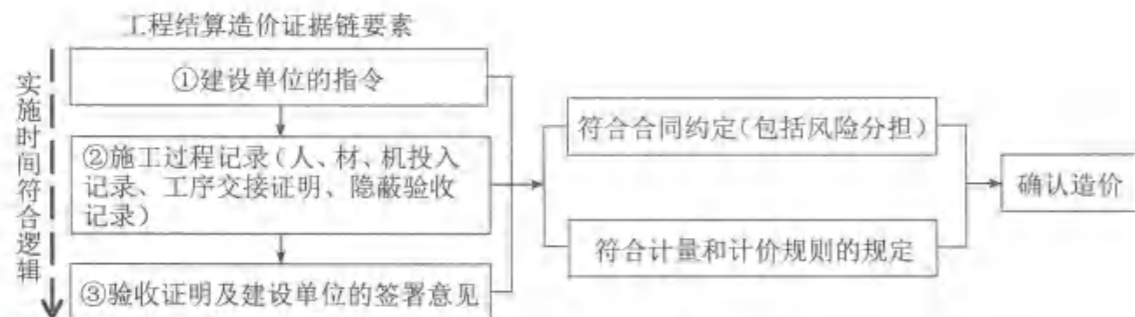 工程结算造价证据链要素
实施时间符合逻辑
①建设单位的指令
②施工过程记录(人、材、机投入
记录、工序交接证明、隐蔽验收
记录)
③验收证明及建设单位的签署意见
符合合同约定(包括风险分担)
符合计量和计价规则的规定
确认造价